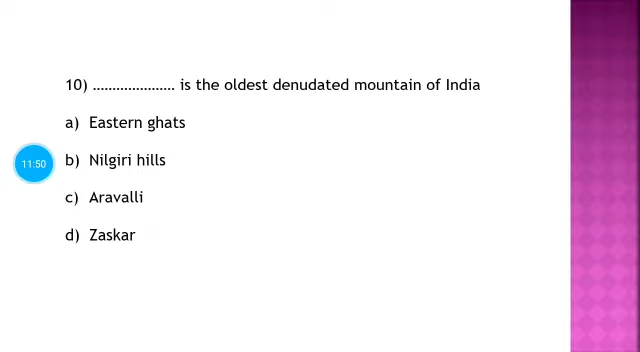 10) ..................... is the oldest denudated mountain of India
a) Eastern ghats
11:50
b) Nilgiri hills
c) Aravalli
d) Zaskar